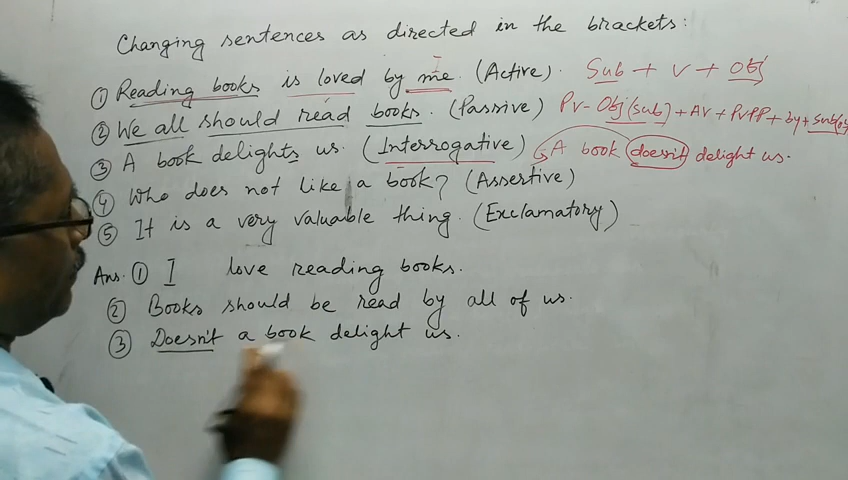 Changing sentences as directed in the brackets:
① Reading books is loved by me. (Active). Sub + V + Obj
② We all should read books. (Passive) PV - Obj (sub) + AV + PVPP + by + Sub (obj
③ A book delights us. (Interrogative) A book doesn't delight us.
④ Who does not like a book? (Assertive)
⑤ It is a very valuable thing. (Exclamatory)
Ans. ① I love reading books.
② Books should be read by all of us.
③ Doesn't a book delight us.